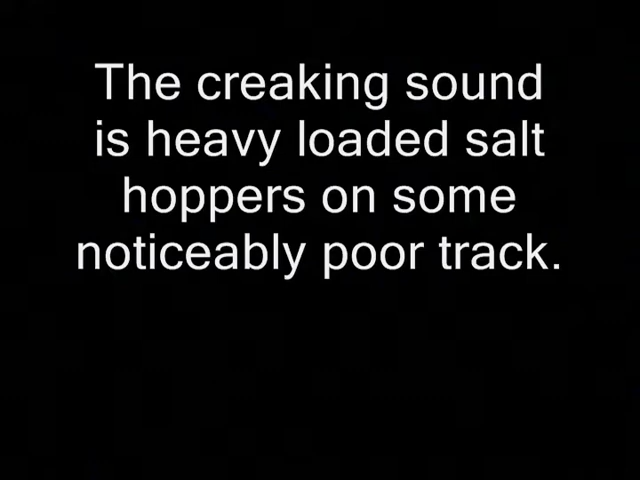 The creaking sound
is heavy loaded salt
hoppers on some
noticeably poor track.